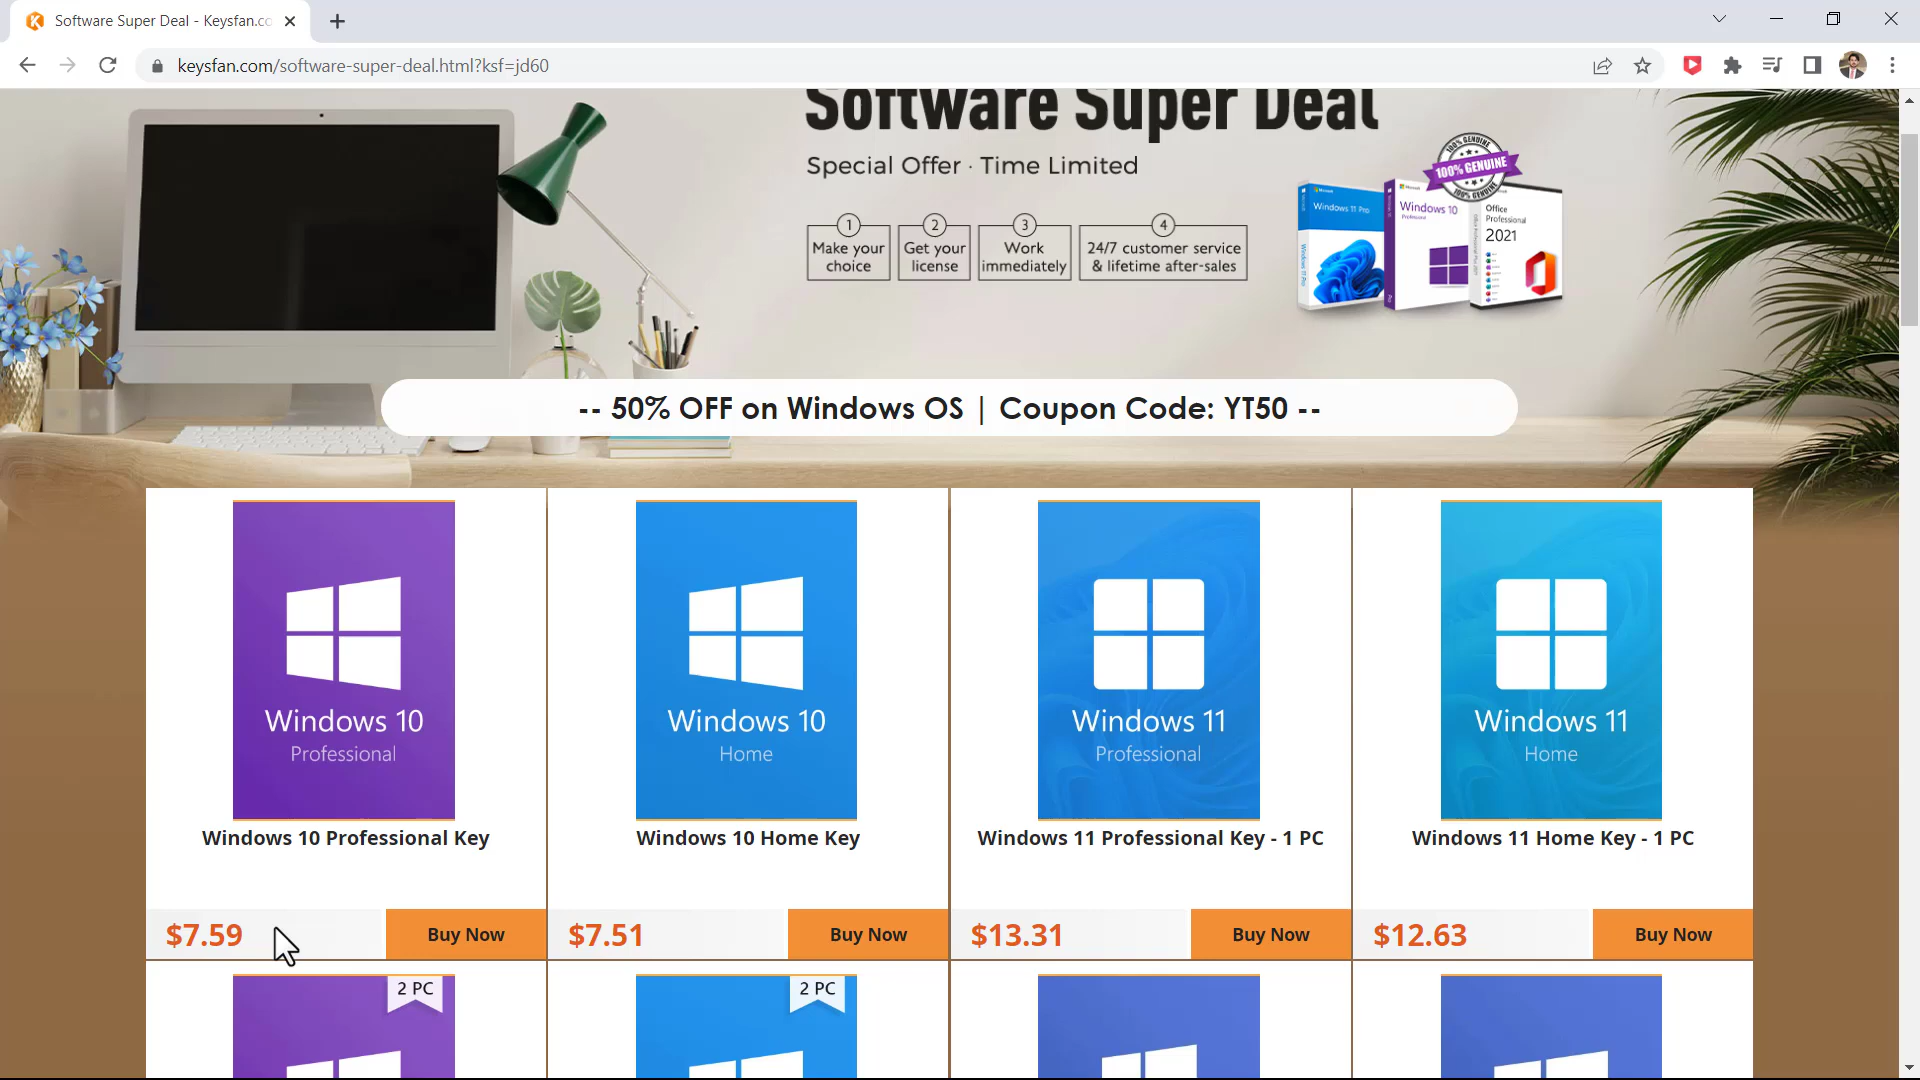 Software Super Deal - Keysfan.co
keysfan.com/software-super-deal.html?ksf=jd60
Software Super Deal
Special Offer · Time Limited
1
Make your
choice
2
Get your
license
3
Work
immediately
4
24/7 customer service
& lifetime after-sales
100% GENUINE
Windows 11 Pro
Windows 10
Office
Professional
2021
-- 50% OFF on Windows OS | Coupon Code: YT50 --
Windows 10
Professional
Windows 10 Professional Key
$7.59
Buy Now
Windows 10
Home
Windows 10 Home Key
$7.51
Buy Now
Windows 11
Professional
Windows 11 Professional Key - 1 PC
$13.31
Buy Now
Windows 11
Home
Windows 11 Home Key - 1 PC
$12.63
Buy Now
2 PC
2 PC